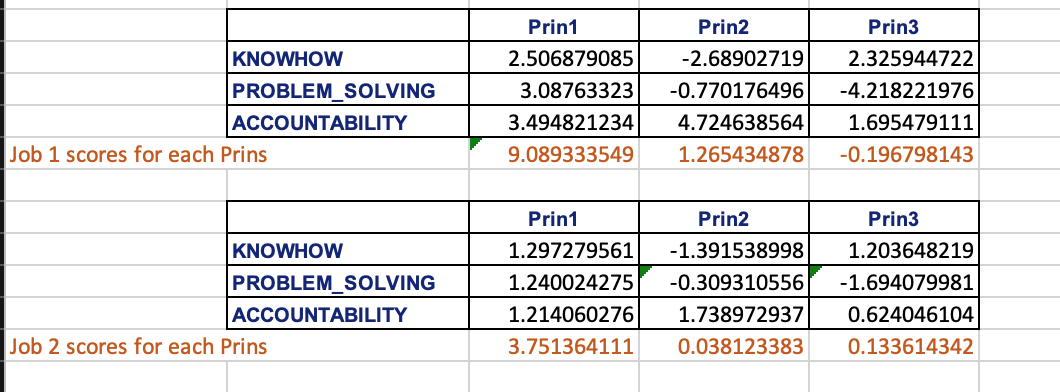 Prin1 Prin2 Prin3
KNOWHOW 2.506879085 -2.68902719 2.325944722
PROBLEM_SOLVING 3.08763323 -0.770176496 -4.218221976
ACCOUNTABILITY 3.494821234 4.724638564 1.695479111
Job 1 scores for each Prins 9.089333549 1.265434878 -0.196798143
Prin1 Prin2 Prin3
KNOWHOW 1.297279561 -1.391538998 1.203648219
PROBLEM_SOLVING 1.240024275 -0.309310556 -1.694079981
ACCOUNTABILITY 1.214060276 1.738972937 0.624046104
Job 2 scores for each Prins 3.751364111 0.038123383 0.133614342